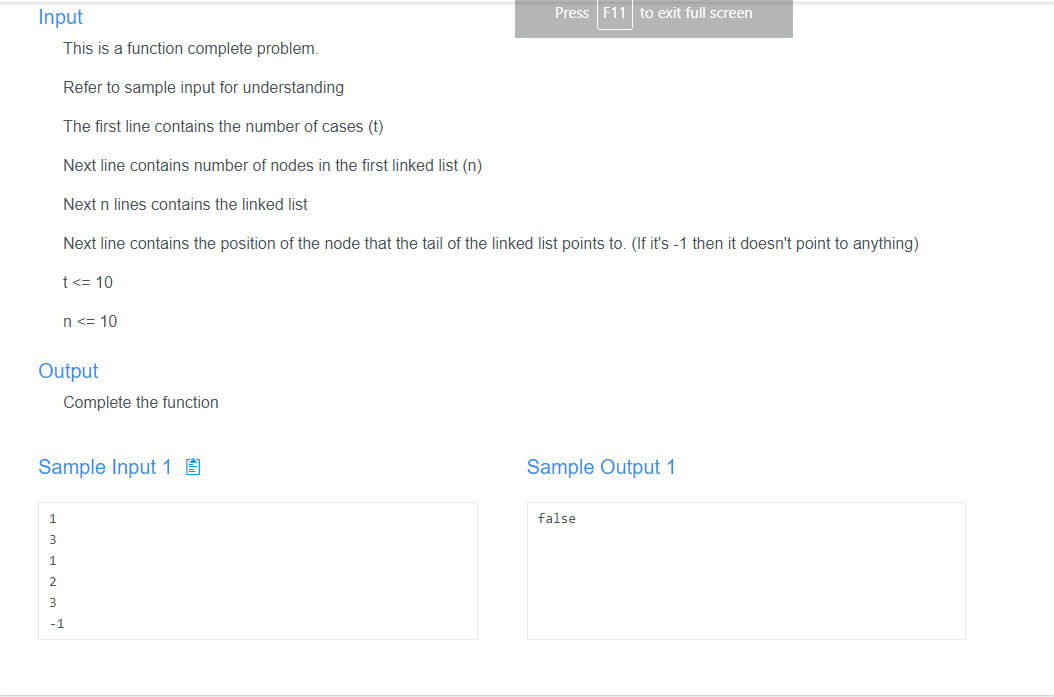 Press F11 to exit full screen
Input
This is a function complete problem.
Refer to sample input for understanding
The first line contains the number of cases (t)
Next line contains number of nodes in the first linked list (n)
Next n lines contains the linked list
Next line contains the position of the node that the tail of the linked list points to. (If it's -1 then it doesn't point to anything)
t <= 10
n <= 10
Output
Complete the function
Sample Input 1
1
3
1
2
3
-1
Sample Output 1
false